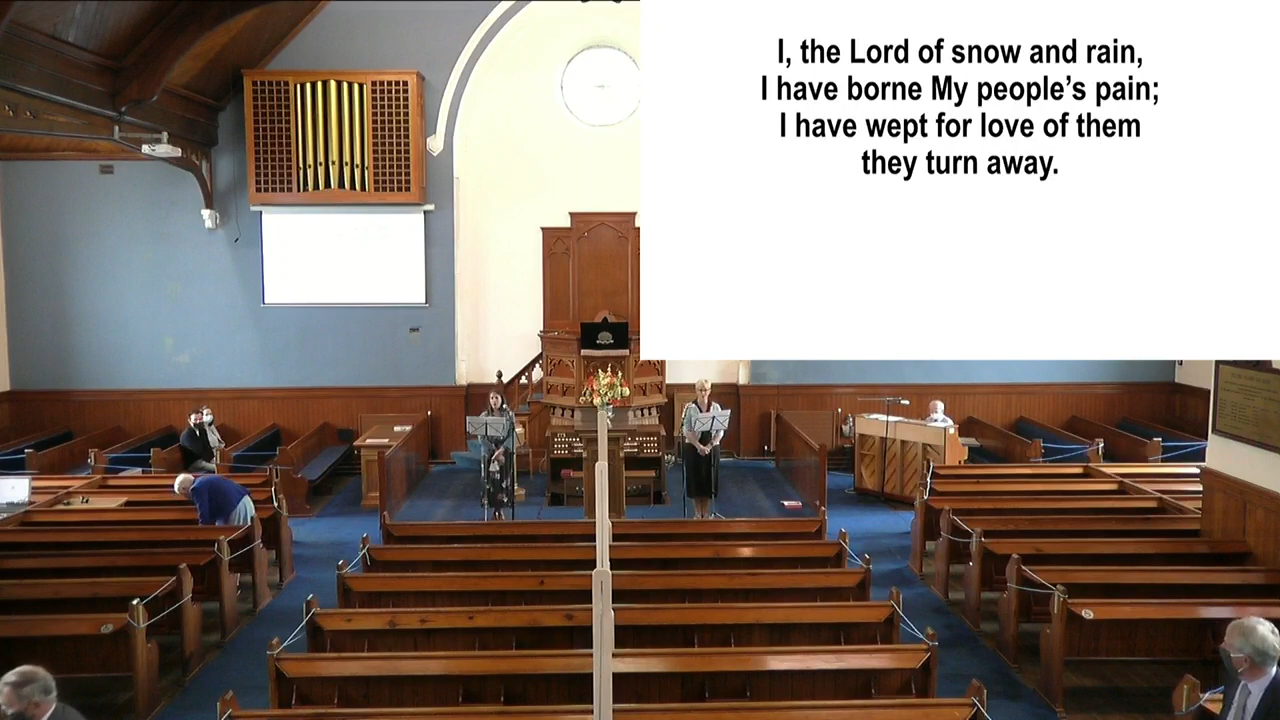 I, the Lord of snow and rain,
I have borne My people’s pain;
I have wept for love of them
they turn away.